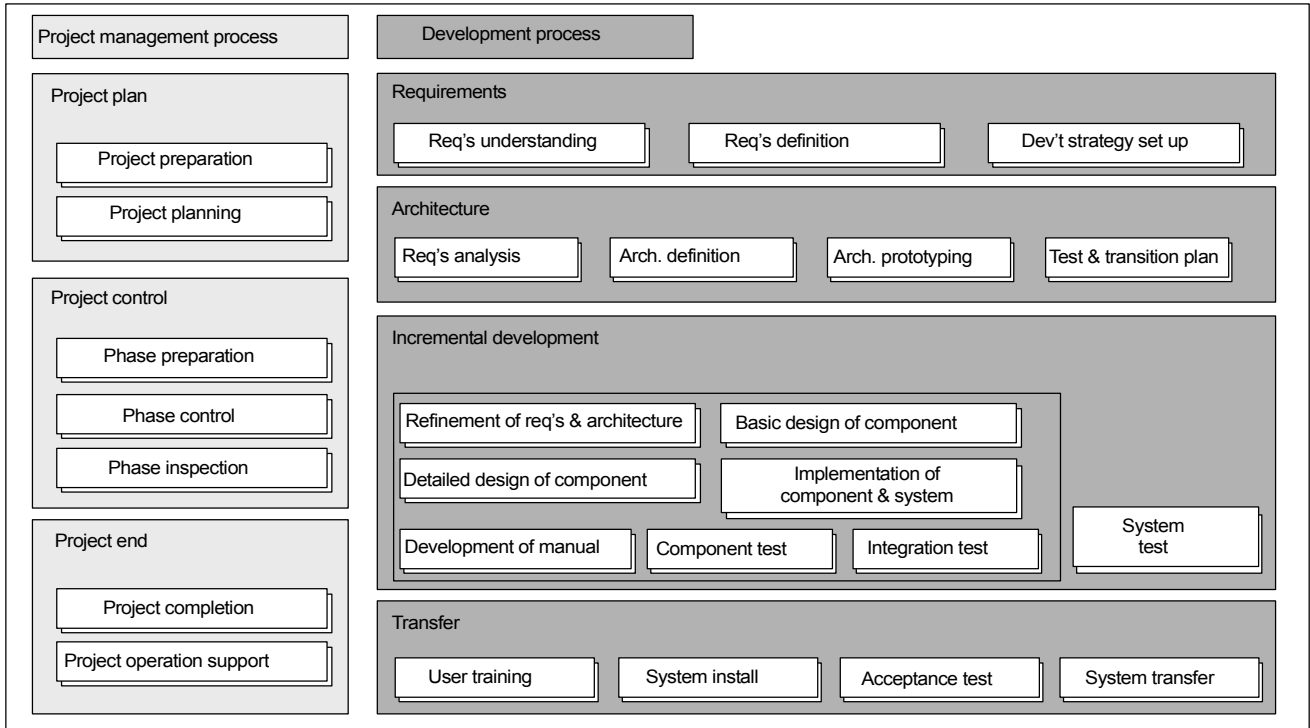 Project management process
Project plan
Project preparation
Project planning
Project control
Phase preparation
Phase control
Phase inspection
Project end
Project completion
Project operation support
Development process
Requirements
Req's understanding
Req's definition
Dev't strategy set up
Architecture
Req's analysis
Arch. definition
Arch. prototyping
Test & transition plan
Incremental development
Refinement of req's & architecture
Basic design of component
Detailed design of component
Implementation of
component & system
Development of manual
Component test
Integration test
System
test
Transfer
User training
System install
Acceptance test
System transfer